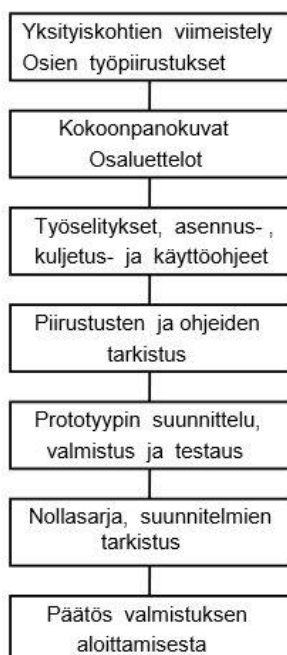 Yksityiskohtien viimeistely
Osien työpiirustukset
Kokoonpanokuvat
Osaluettelot
Työselitykset, asennus- ,
kuljetus- ja käyttöohjeet
Piirustusten ja ohjeiden
tarkistus
Prototyypin suunnittelu,
valmistus ja testaus
Nollasarja, suunnitelmien
tarkistus
Päätös valmistuksen
aloittamisesta